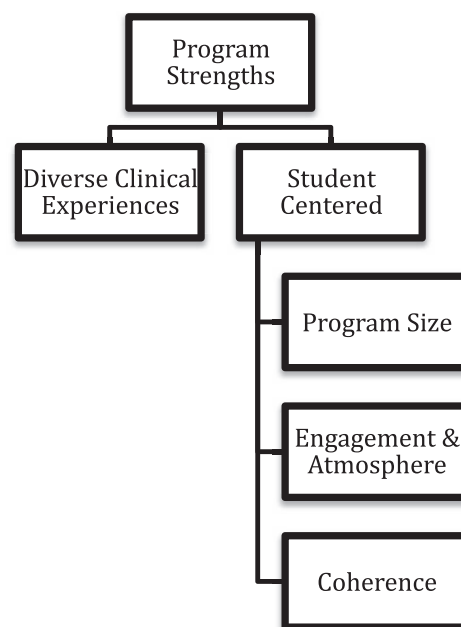 Program
Strengths
Diverse Clinical
Experiences
Student
Centered
Program Size
Engagement &
Atmosphere
Coherence